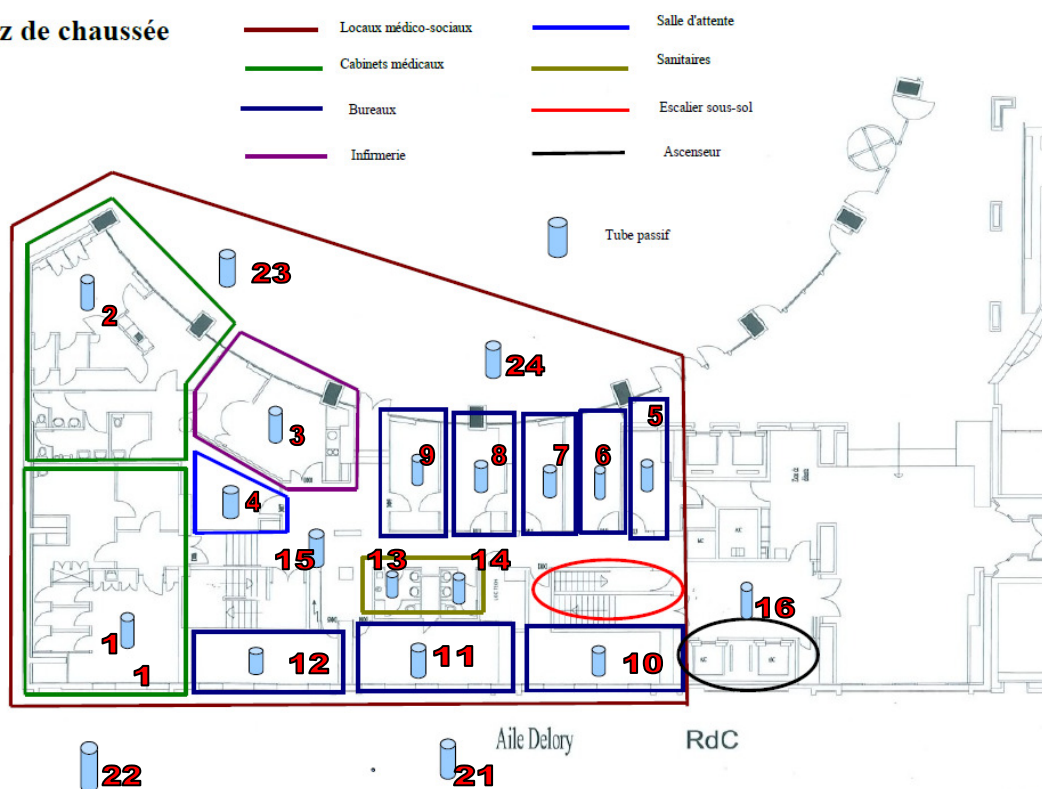 z de chaussée
Locaux médico-sociaux
Salle d'attente
Cabinets médicaux
Sanitaires
Bureaux
Escalier sous-sol
Infirmerie
Ascenseur
Tube passif
23
2
24
5
3
9
8
7
6
4
15
13
14
16
1
1
12
11
10
Aile Delory
RdC
22
21